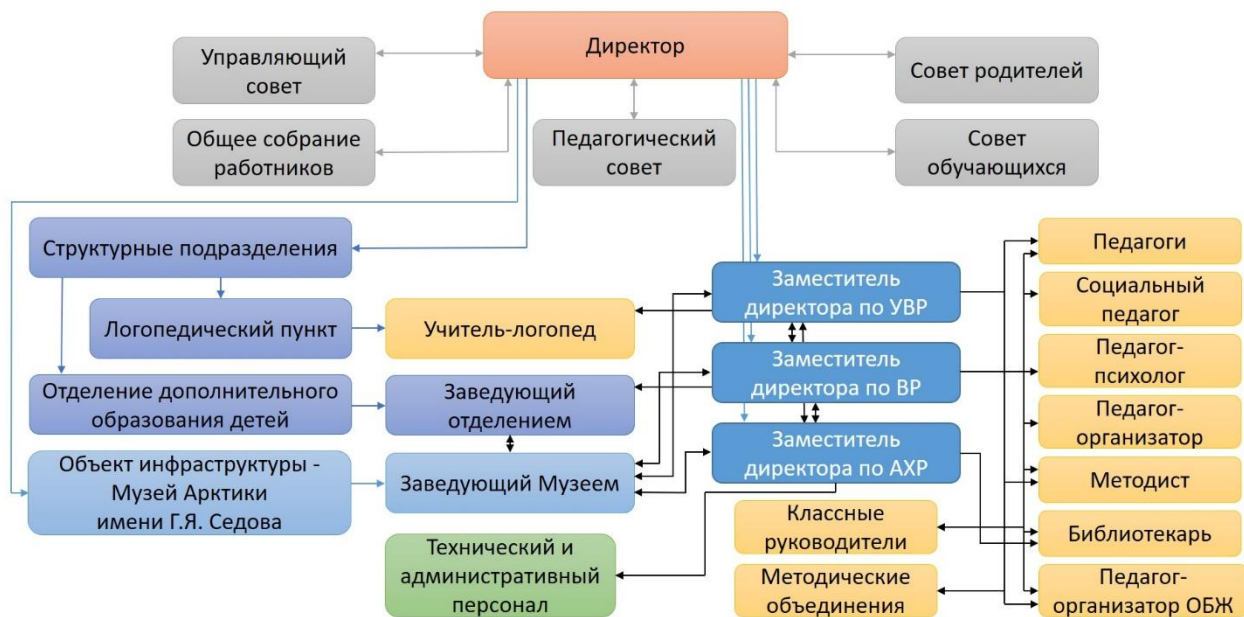 Директор
Управляющий
совет
Совет родителей
Общее собрание
работников
Педагогический
совет
Совет
обучающихся
Структурные подразделения
Логопедический пункт
Учитель-логопед
Отделение дополнительного
образования детей
Заведующий
отделением
Объект инфраструктуры -
Музей Арктики
имени Г.Я. Седова
Заведующий Музеем
Технический и
административный
персонал
Заместитель
директора по УВР
Заместитель
директора по ВР
Заместитель
директора по АХР
Классные
руководители
Методические
объединения
Педагоги
Социальный
педагог
Педагог-
психолог
Педагог-
организатор
Методист
Библиотекарь
Педагог-
организатор ОБЖ